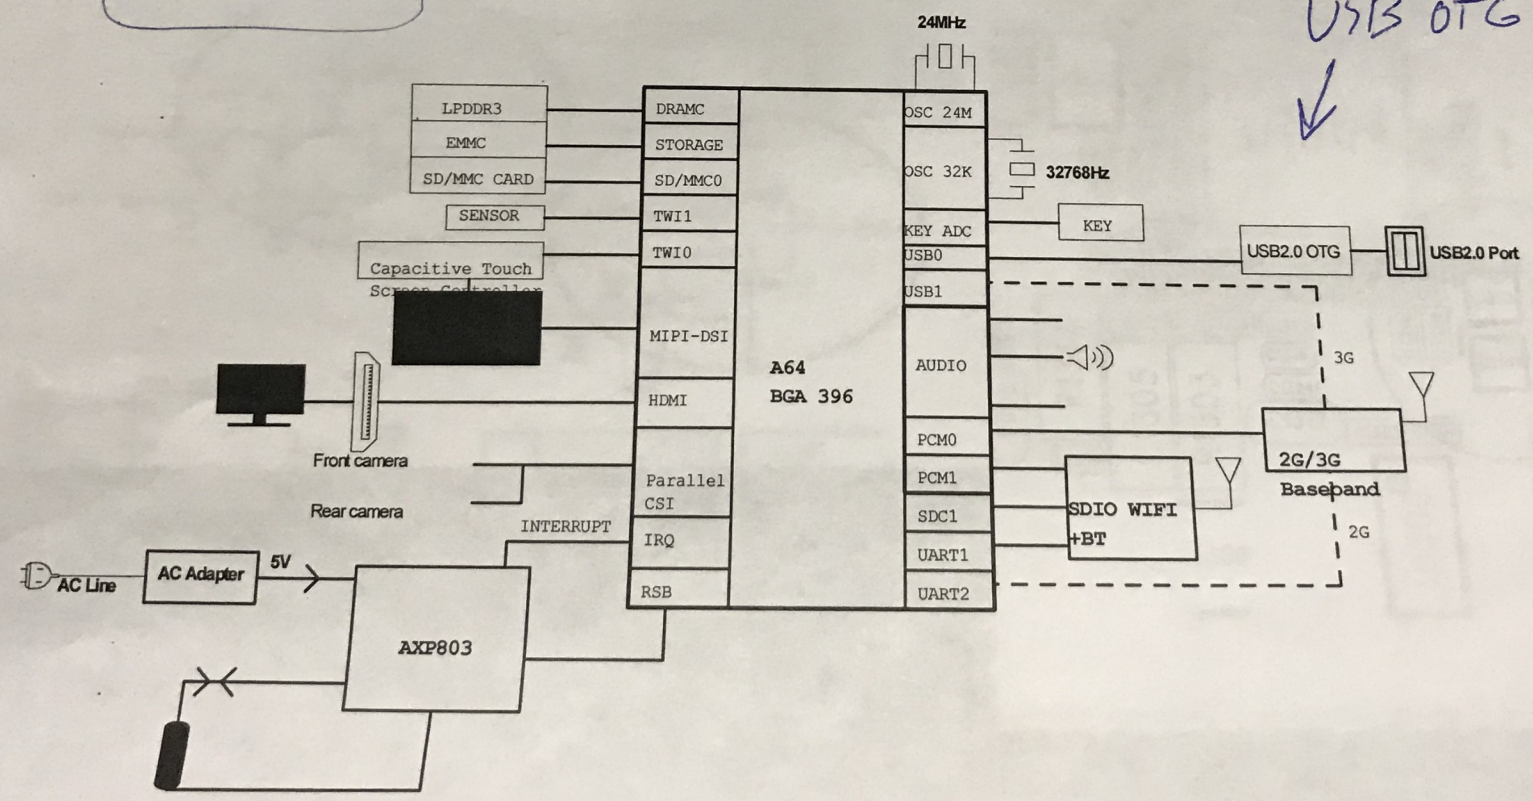 USB OTG
24MHz
LPDDR3
EMMC
SD/MMC CARD
SENSOR
Capacitive Touch
Screen Controller
DRAMC
STORAGE
SD/MMC0
TWI1
TWI0
MIPI-DSI
HDMI
Parallel
CSI
IRQ
RSB
A64
BGA 396
OSC 24M
OSC 32K
KEY ADC
USB0
USB1
AUDIO
PCM0
PCM1
SDC1
UART1
UART2
32768Hz
KEY
USB2.0 OTG
USB2.0 Port
3G
2G/3G
Baseband
2G
SDIO WIFI
+BT
Front camera
Rear camera
INTERRUPT
AC Line
AC Adapter
5V
AXP803